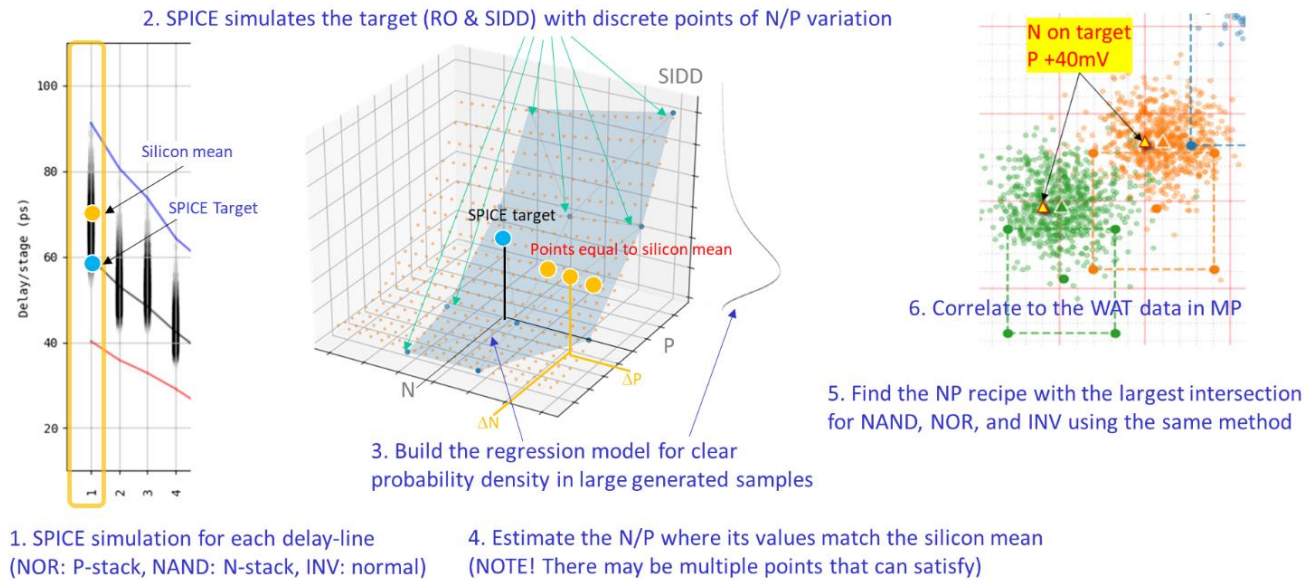 2. SPICE simulates the target (RO & SIDD) with discrete points of N/P variation
Delay/stage (ps)
100
80
60
40
20
1
2
3
4
Silicon mean
SPICE Target
SIDD
SPICE target
Points equal to silicon mean
P
N
ΔP
ΔN
N on target
P +40mV
6. Correlate to the WAT data in MP
5. Find the NP recipe with the largest intersection
for NAND, NOR, and INV using the same method
3. Build the regression model for clear
probability density in large generated samples
1. SPICE simulation for each delay-line
(NOR: P-stack, NAND: N-stack, INV: normal)
4. Estimate the N/P where its values match the silicon mean
(NOTE! There may be multiple points that can satisfy)